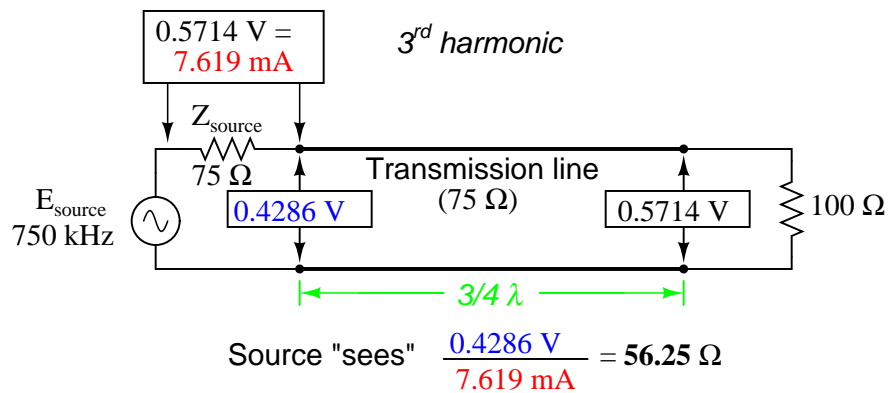 0.5714 V =
7.619 mA
3rd harmonic
Zsource
75 Ω
Transmission line
(75 Ω)
Esource
750 kHz
0.4286 V
0.5714 V
100 Ω
3/4 λ
Source "sees" 0.4286 V / 7.619 mA = 56.25 Ω